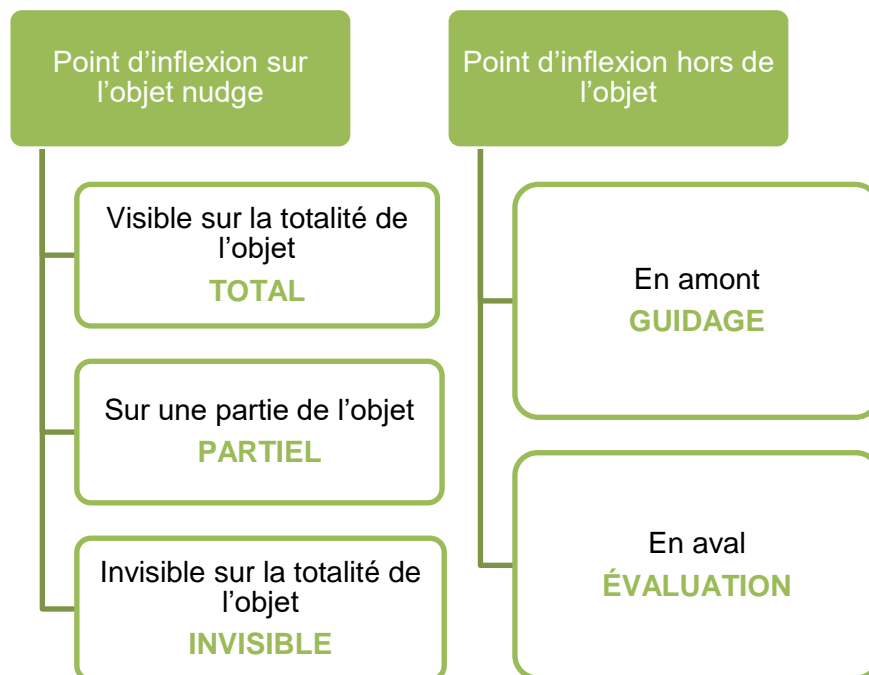 Point d’inflexion sur
l’objet nudge
Visible sur la totalité de
l’objet
TOTAL
Sur une partie de l’objet
PARTIEL
Invisible sur la totalité de
l’objet
INVISIBLE
Point d’inflexion hors de
l’objet
En amont
GUIDAGE
En aval
ÉVALUATION